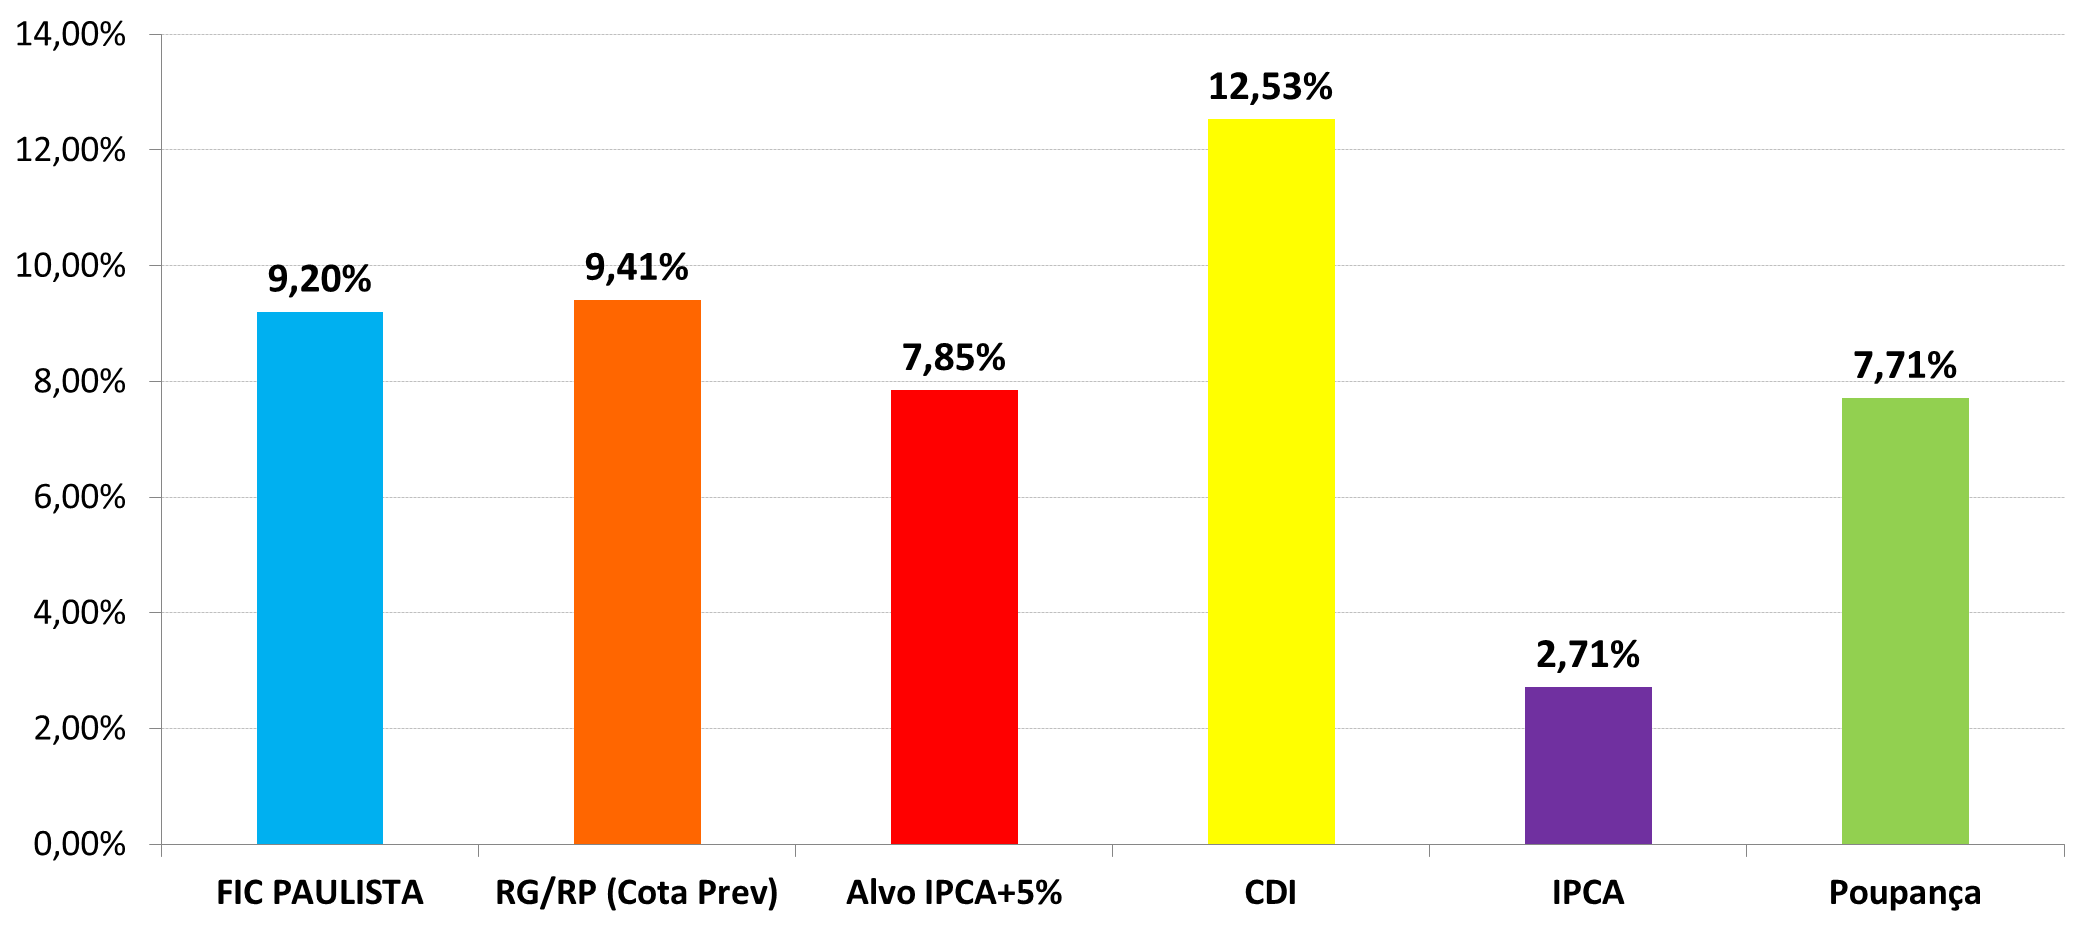 14,00%
12,00%
10,00%
8,00%
6,00%
4,00%
2,00%
0,00%
9,20%
9,41%
7,85%
12,53%
2,71%
7,71%
FIC PAULISTA
RG/RP (Cota Prev)
Alvo IPCA+5%
CDI
IPCA
Poupança